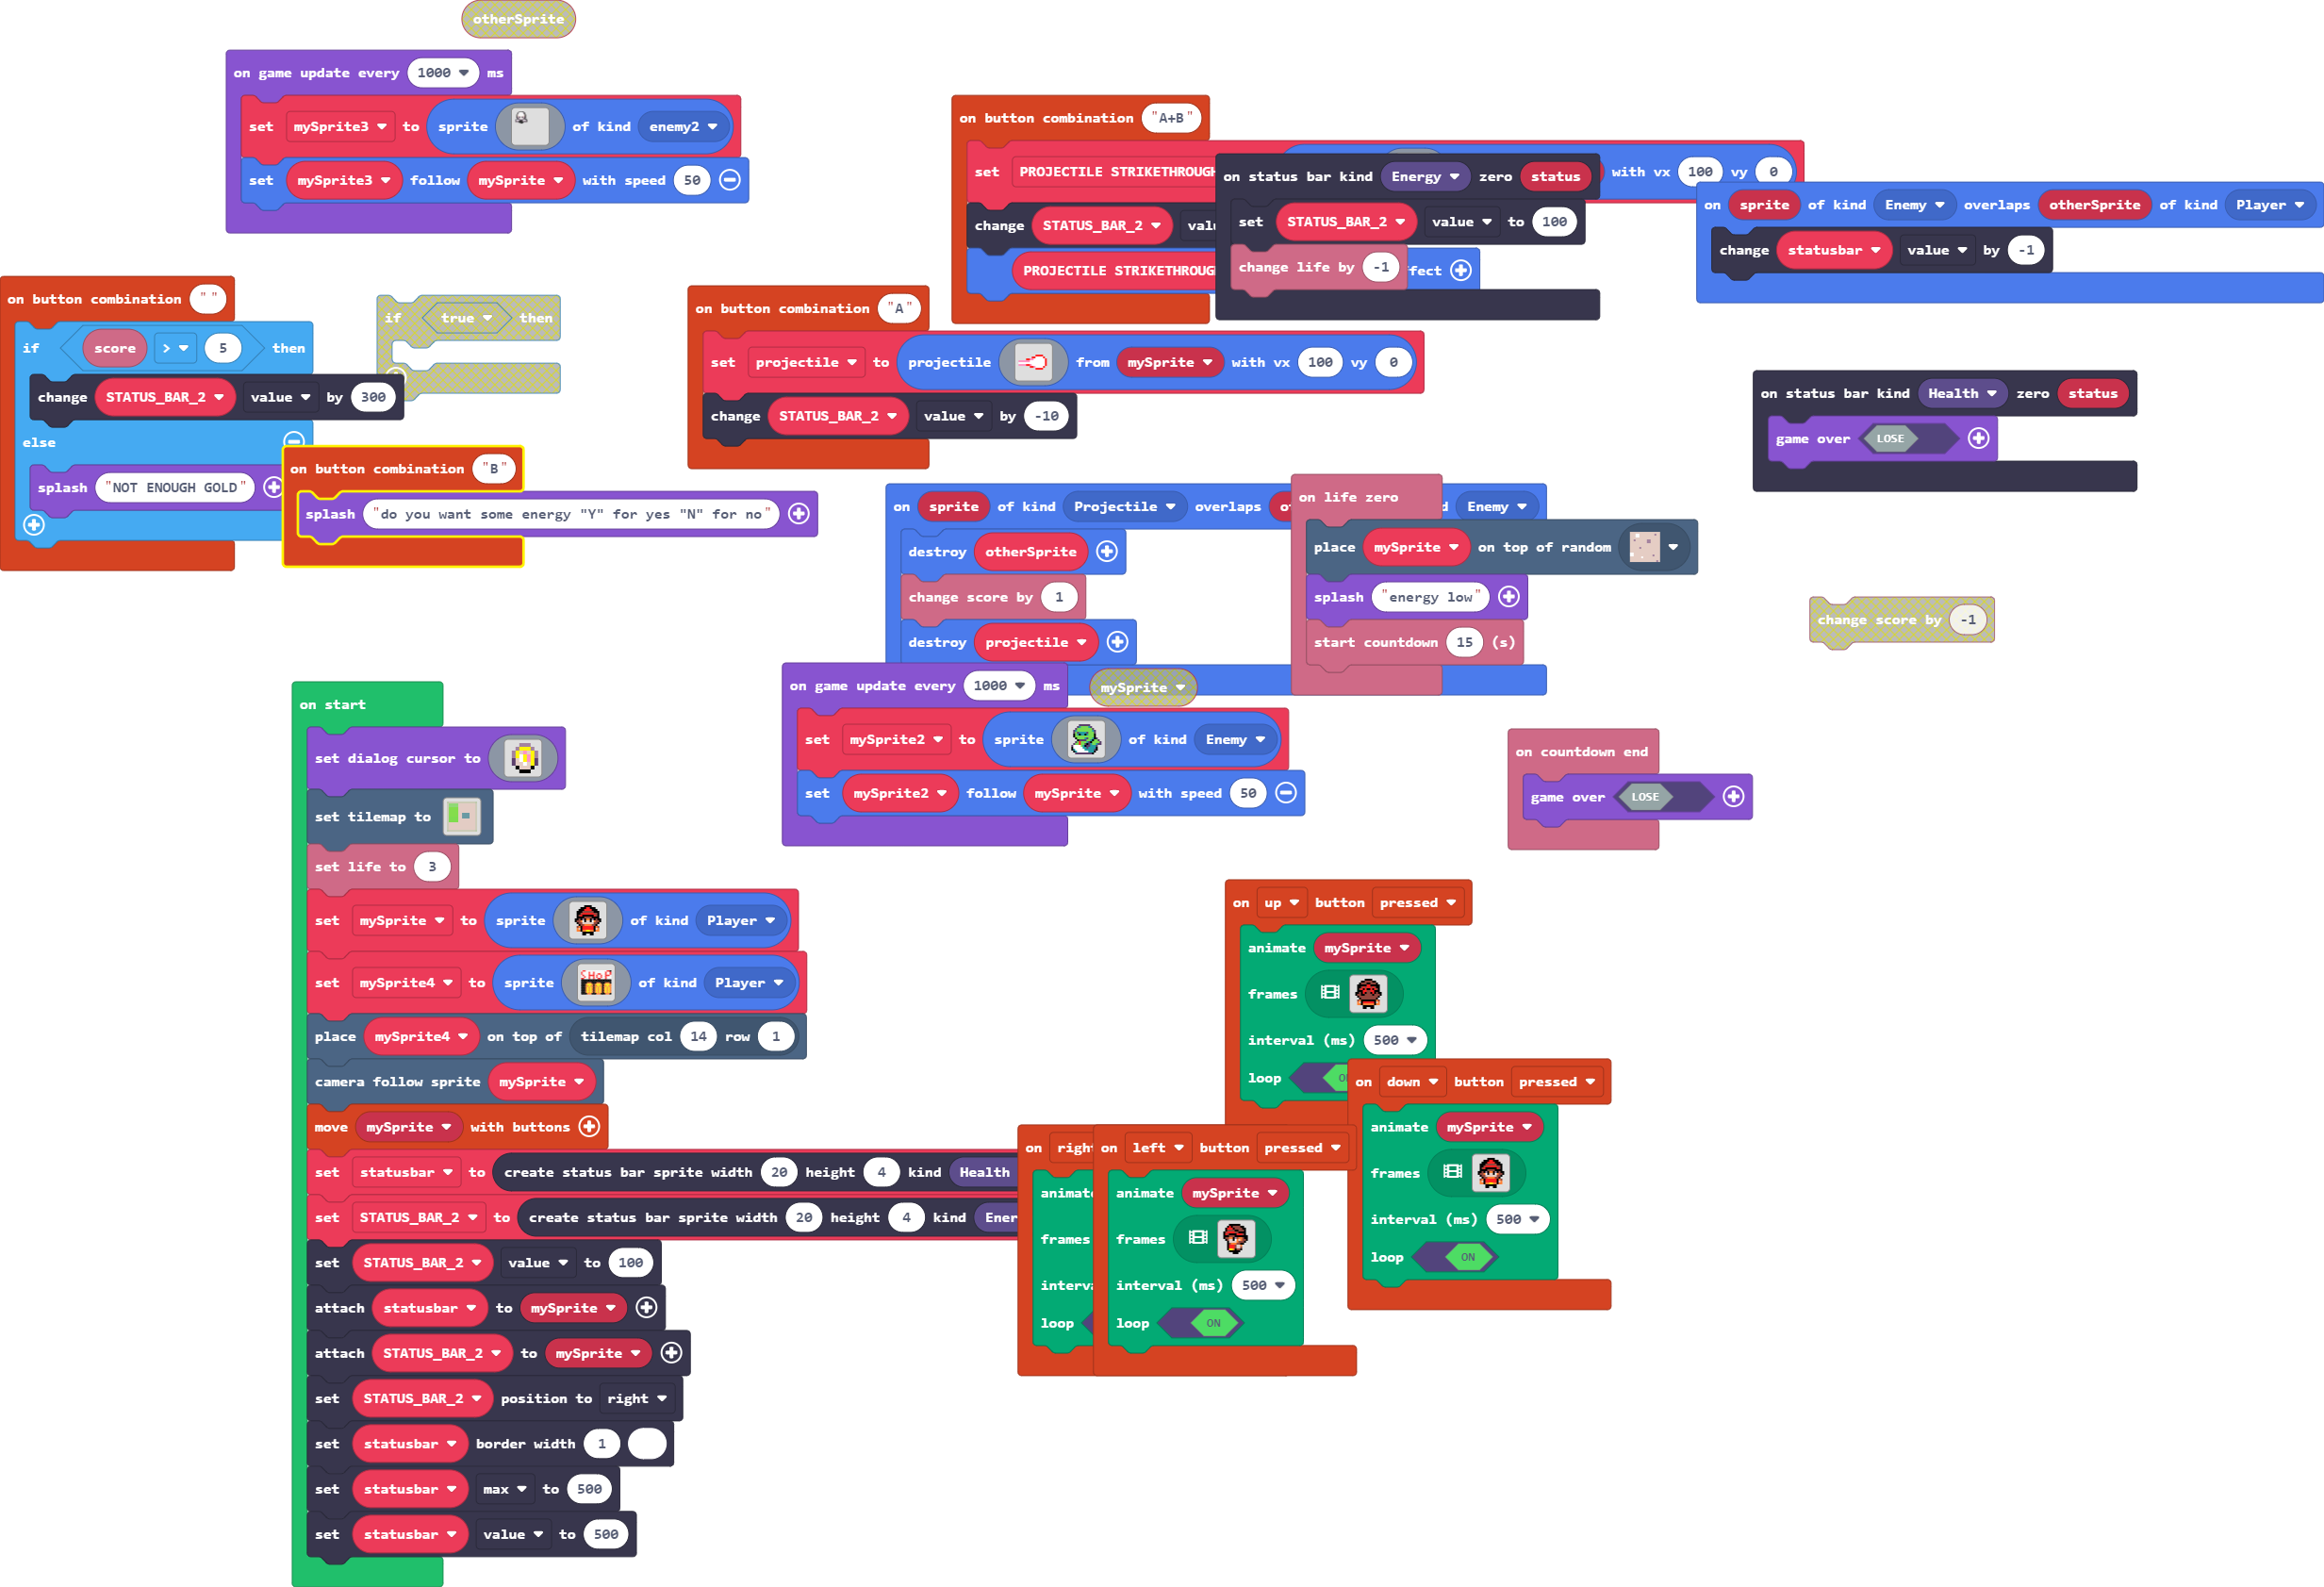 otherSprite
on game update every 1000 ms
set mySprite3 to sprite of kind enemy2
set mySprite3 follow mySprite with speed 50
on button combination "A+B"
set PROJECTILE STRIKETHROUGH with vx 100 vy 0
change STATUS_BAR_2
PROJECTILE STRIKETHROUGH
on status bar kind Energy zero status
set STATUS_BAR_2 value to 100
change life by -1
on sprite of kind Enemy overlaps otherSprite of kind Player
change statusbar value by -1
on button combination " "
if score > 5 then
change STATUS_BAR_2 value by 300
else
splash "NOT ENOUGH GOLD"
if true then
on button combination "B"
splash "do you want some energy "Y" for yes "N" for no"
on button combination "A"
set projectile to projectile from mySprite with vx 100 vy 0
change STATUS_BAR_2 value by -10
on status bar kind Health zero status
game over LOSE
on sprite of kind Projectile overlaps Enemy
destroy otherSprite
change score by 1
destroy projectile
on life zero
place mySprite on top of random
splash "energy low"
start countdown 15 (s)
change score by -1
on game update every 1000 ms
mySprite
set mySprite2 to sprite of kind Enemy
set mySprite2 follow mySprite with speed 50
on countdown end
game over LOSE
on start
set dialog cursor to
set tilemap to
set life to 3
set mySprite to sprite of kind Player
set mySprite4 to sprite SHOP of kind Player
place mySprite4 on top of tilemap col 14 row 1
camera follow sprite mySprite
move mySprite with buttons
set statusbar to create status bar sprite width 20 height 4 kind Health
set STATUS_BAR_2 to create status bar sprite width 20 height 4 kind
set STATUS_BAR_2 value to 100
attach statusbar to mySprite
attach STATUS_BAR_2 to mySprite
set STATUS_BAR_2 position to right
set statusbar border width 1
set statusbar max to 500
set statusbar value to 500
on up button pressed
animate mySprite
frames
interval (ms) 500
loop
on down button pressed
animate mySprite
frames
interval (ms) 500
loop ON
on
frames
loop
on left button pressed
animate mySprite
frames
interval (ms) 500
loop ON